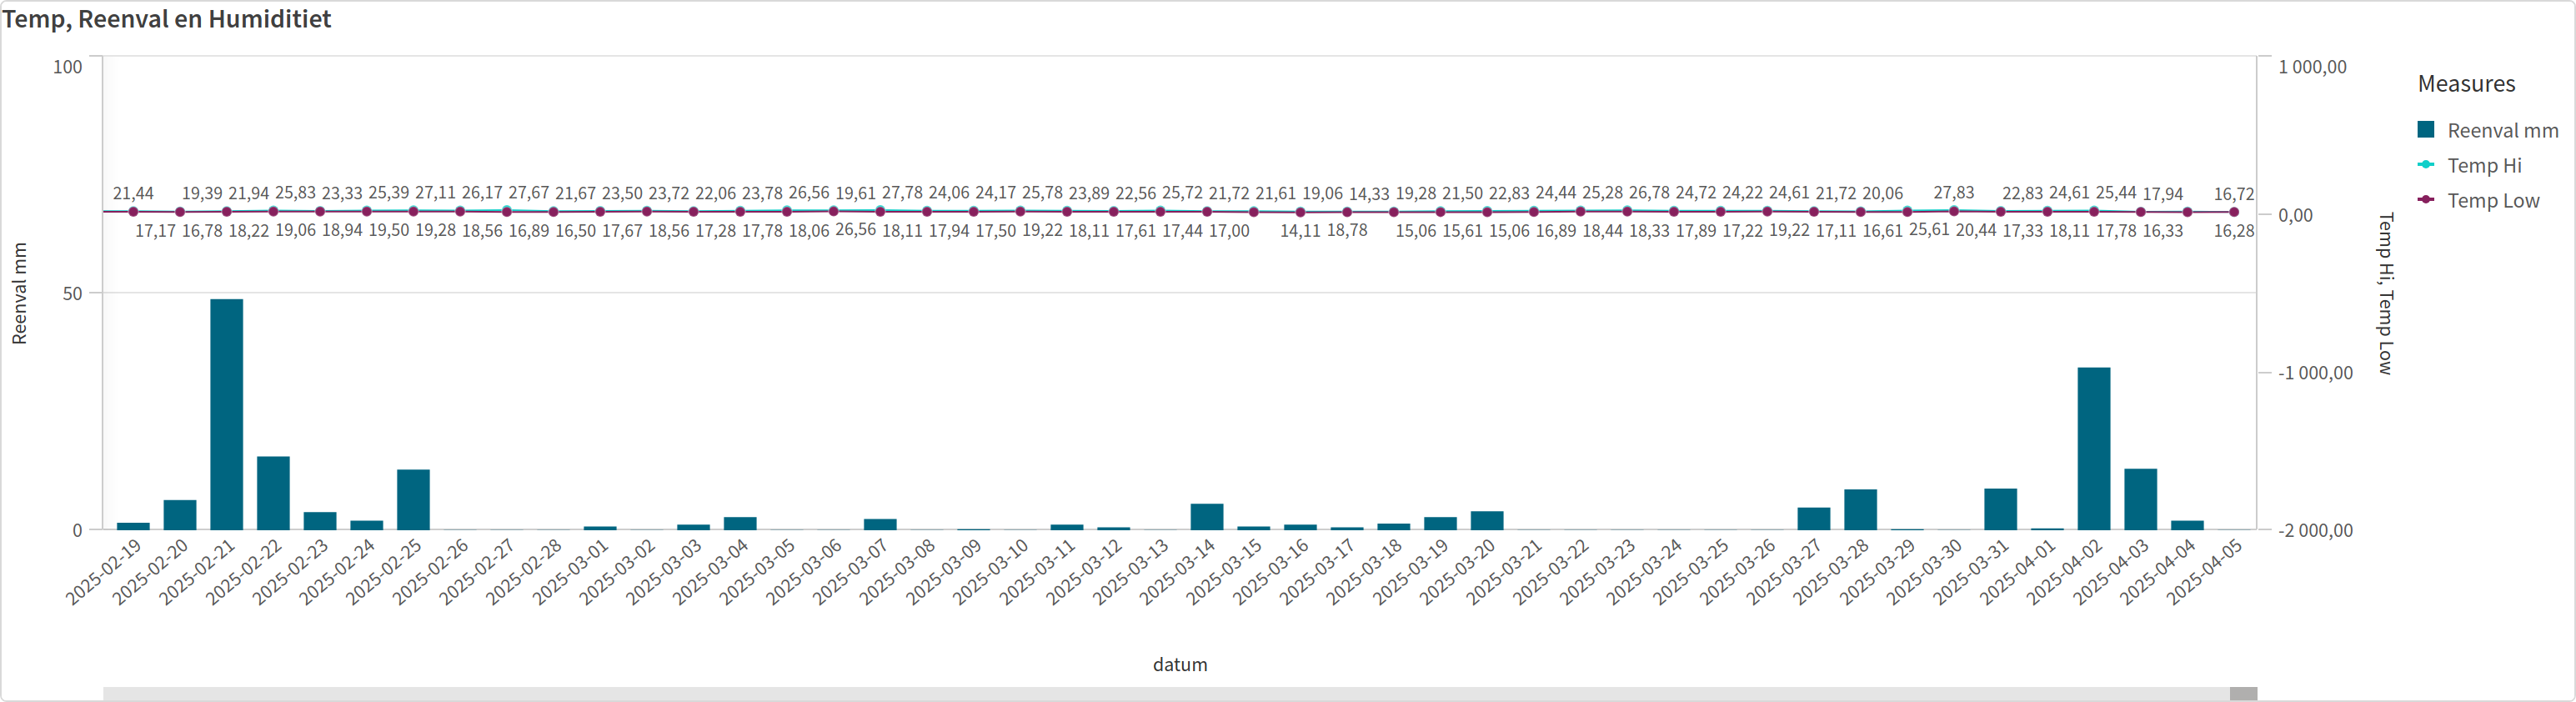 Temp, Reenval en Humiditiet
100
50
0
Reenval mm
1 000,00
0,00
-1 000,00
-2 000,00
Temp Hi, Temp Low
Measures
Reenval mm
Temp Hi
Temp Low
21,44 19,39 21,94 25,83 23,33 25,39 27,11 26,17 27,67 21,67 23,50 23,72 22,06 23,78 26,56 19,61 27,78 24,06 24,17 25,78 23,89 22,56 25,72 21,72 21,61 19,06 14,33 19,28 21,50 22,83 24,44 25,28 26,78 24,72 24,22 24,61 21,72 20,06 27,83 22,83 24,61 25,44 17,94 16,72
17,17 16,78 18,22 19,06 18,94 19,50 19,28 18,56 16,89 16,50 17,67 18,56 17,28 17,78 18,06 26,56 18,11 17,94 17,50 19,22 18,11 17,61 17,44 17,00 14,11 18,78 15,06 15,61 15,06 16,89 18,44 18,33 17,89 17,22 19,22 17,11 16,61 25,61 20,44 17,33 18,11 17,78 16,33 16,28
2025-02-19 2025-02-20 2025-02-21 2025-02-22 2025-02-23 2025-02-24 2025-02-25 2025-02-26 2025-02-27 2025-02-28 2025-03-01 2025-03-02 2025-03-03 2025-03-04 2025-03-05 2025-03-06 2025-03-07 2025-03-08 2025-03-09 2025-03-10 2025-03-11 2025-03-12 2025-03-13 2025-03-14 2025-03-15 2025-03-16 2025-03-17 2025-03-18 2025-03-19 2025-03-20 2025-03-21 2025-03-22 2025-03-23 2025-03-24 2025-03-25 2025-03-26 2025-03-27 2025-03-28 2025-03-29 2025-03-30 2025-03-31 2025-04-01 2025-04-02 2025-04-03 2025-04-04 2025-04-05
datum